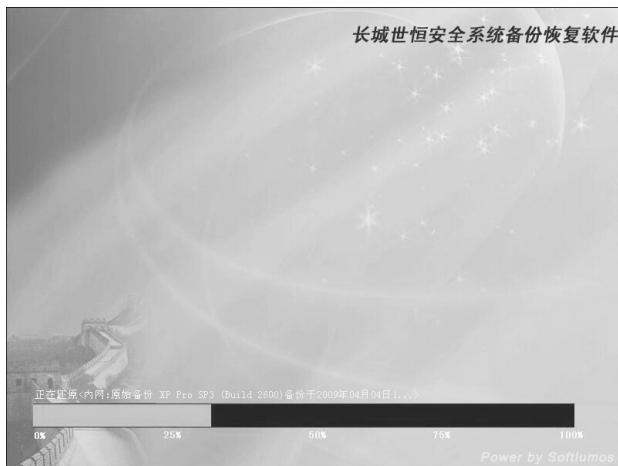 长城世恒安全系统备份恢复软件
正在还原<内网:原始备份 XP Pro SP3 (Build 2600)备份于2009年04月04日1...>
0% 25% 50% 75% 100%
Power by Softlumos